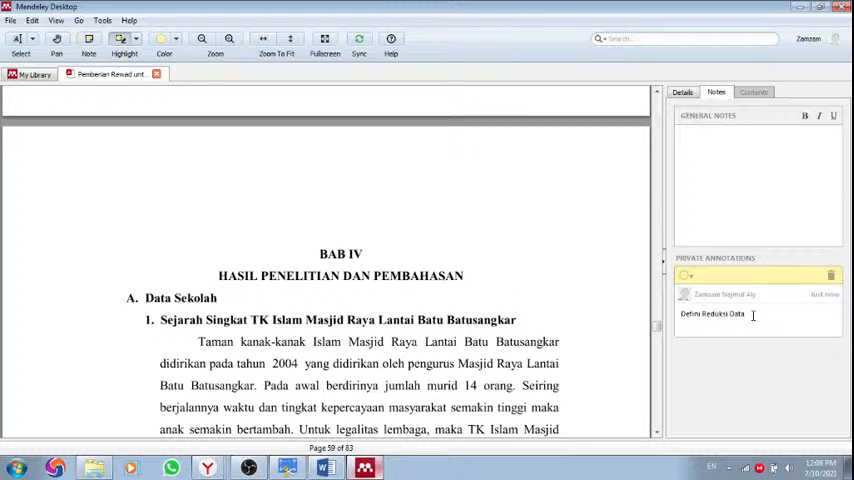 Mendeley Desktop
File Edit View Go Tools Help
Select Pan Note Highlight Color Zoom Zoom To Fit Fullscreen Sync Help
Search...
Zamzam
My Library
Pemberian Rewad unt...
Details Notes Contents
GENERAL NOTES B I U
PRIVATE ANNOTATIONS
Zamzam Najmut Aly Just now
Defini Reduksi Data
BAB IV
HASIL PENELITIAN DAN PEMBAHASAN
A. Data Sekolah
1. Sejarah Singkat TK Islam Masjid Raya Lantai Batu Batusangkar
Taman kanak-kanak Islam Masjid Raya Lantai Batu Batusangkar
didirikan pada tahun 2004 yang didirikan oleh pengurus Masjid Raya Lantai
Batu Batusangkar. Pada awal berdirinya jumlah murid 14 orang. Seiring
berjalannya waktu dan tingkat kepercayaan masyarakat semakin tinggi maka
anak semakin bertambah. Untuk legalitas lembaga, maka TK Islam Masjid
Page 59 of 83
EN
12:08 PM